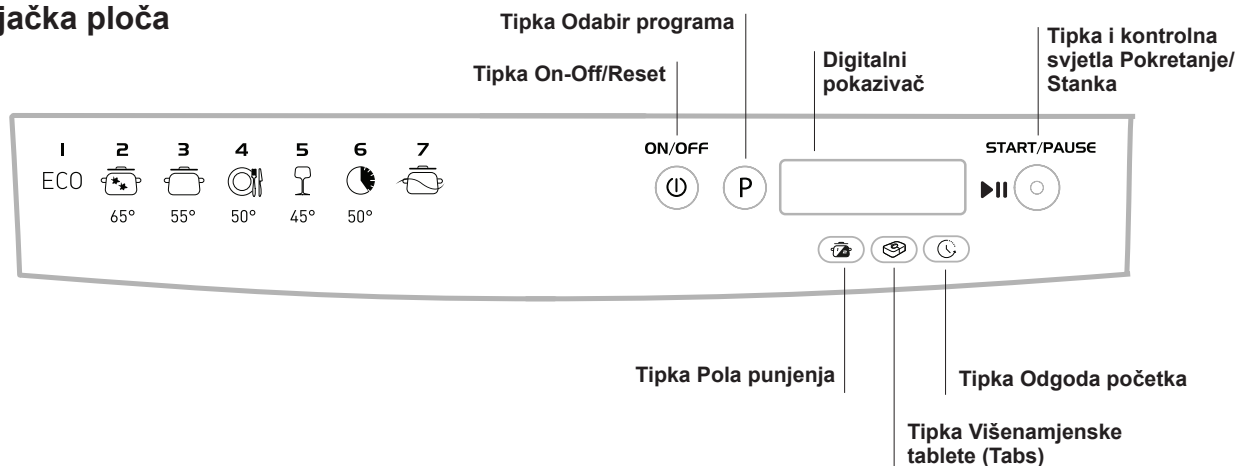 jačka ploča
Tipka Odabir programa
Tipka i kontrolna
svjetla Pokretanje/
Stanka
Digitalni
pokazivač
Tipka On-Off/Reset
1 2 3 4 5 6 7
ON/OFF
START/PAUSE
ECO
P
65° 55° 50° 45° 50°
Tipka Pola punjenja
Tipka Odgoda početka
Tipka Višenamjenske
tablete (Tabs)